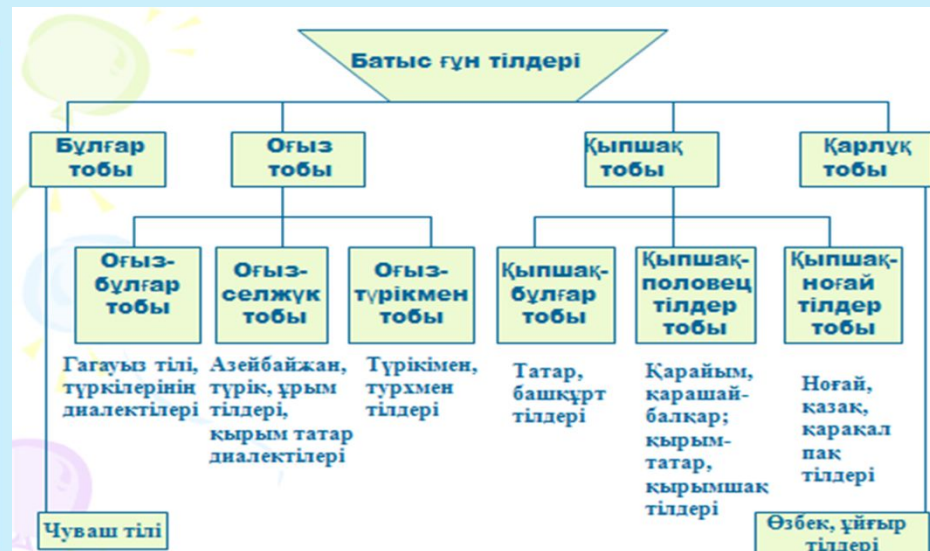 Батыс ғұн тілдері
Бұлғар
тобы
Оғыз
тобы
Қыпшақ
тобы
Қарлұқ
тобы
Оғыз-
бұлғар
тобы
Оғыз-
селжүк
тобы
Оғыз-
түрікмен
тобы
Қыпшақ-
бұлғар
тобы
Қыпшақ-
половец
тілдер
тобы
Қыпшақ-
ноғай
тілдер
тобы
Гагауыз тілі,
түркілерінің
диалектілері
Азейбайжан,
түрік, ұрым
тілдері,
қырым татар
диалектілері
Түрікімен,
турхмен
тілдері
Татар,
башқұрт
тілдері
Қарайым,
қарашай-
балқар;
қырым-
татар,
қырымшақ
тілдері
Ноғай,
қазақ,
қарақал
пақ
тілдері
Чуваш тілі
Өзбек, ұйғыр
тілдері